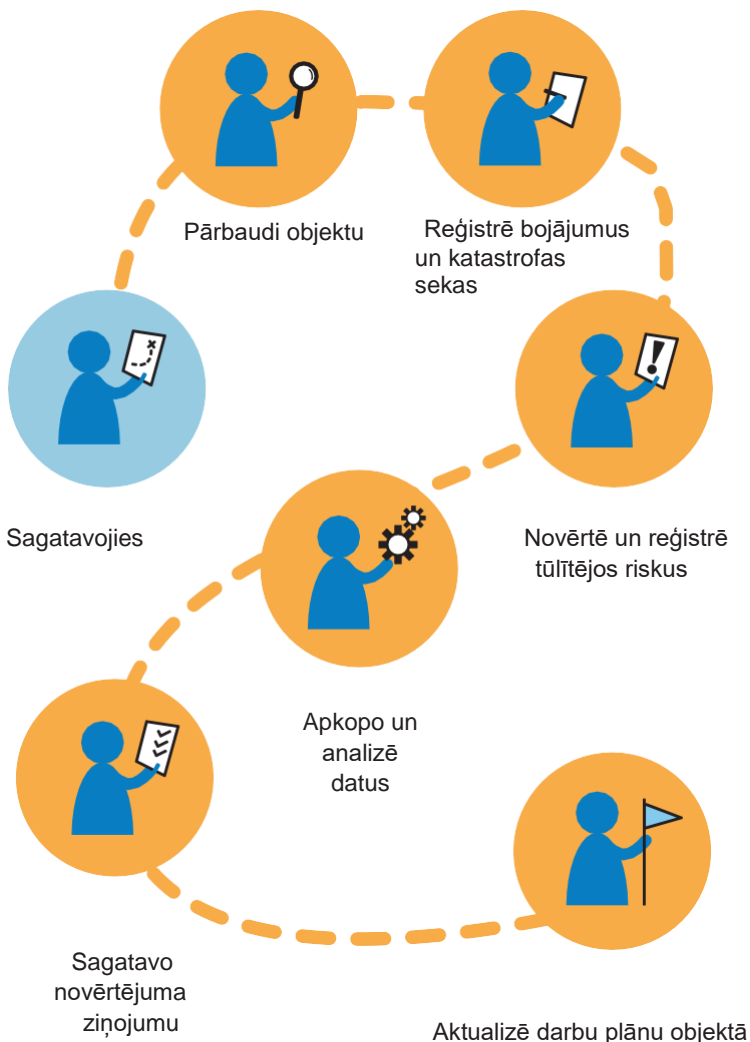 Pārbaudi objektu
Reģistrē bojājumus
un katastrofas
sekas
Sagatavojies
Novērtē un reģistrē
tūlītējos riskus
Apkopo un
analizē
datus
Sagatavo
novērtējuma
ziņojumu
Aktualizē darbu plānu objektā